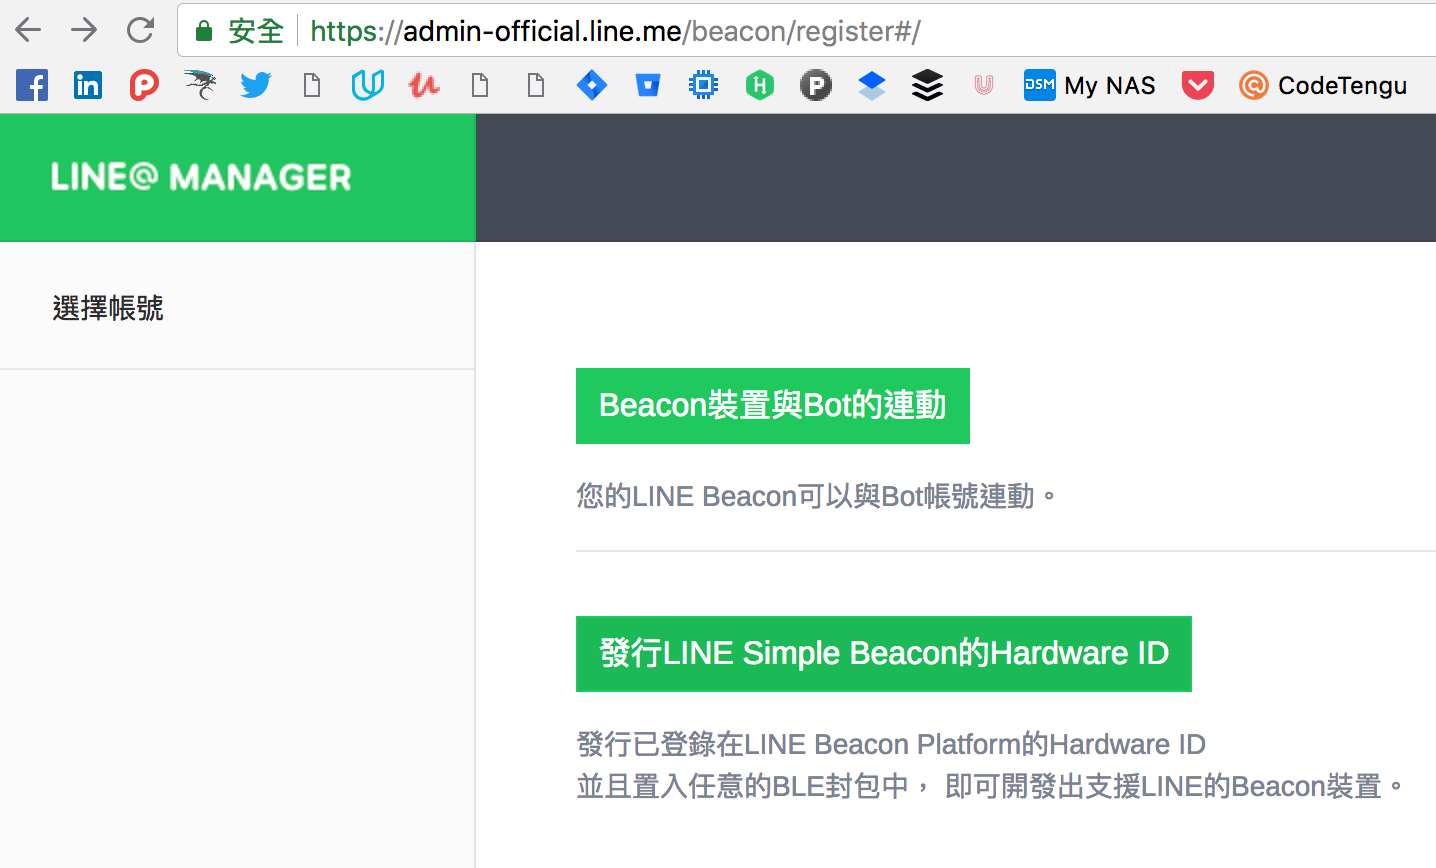 安全 https://admin-official.line.me/beacon/register#/
DSM My NAS CodeTengu
LINE@ MANAGER
選擇帳號
Beacon裝置與Bot的連動
您的LINE Beacon可以與Bot帳號連動。
發行LINE Simple Beacon的Hardware ID
發行已登錄在LINE Beacon Platform的Hardware ID
並且置入任意的BLE封包中， 即可開發出支援LINE的Beacon裝置。